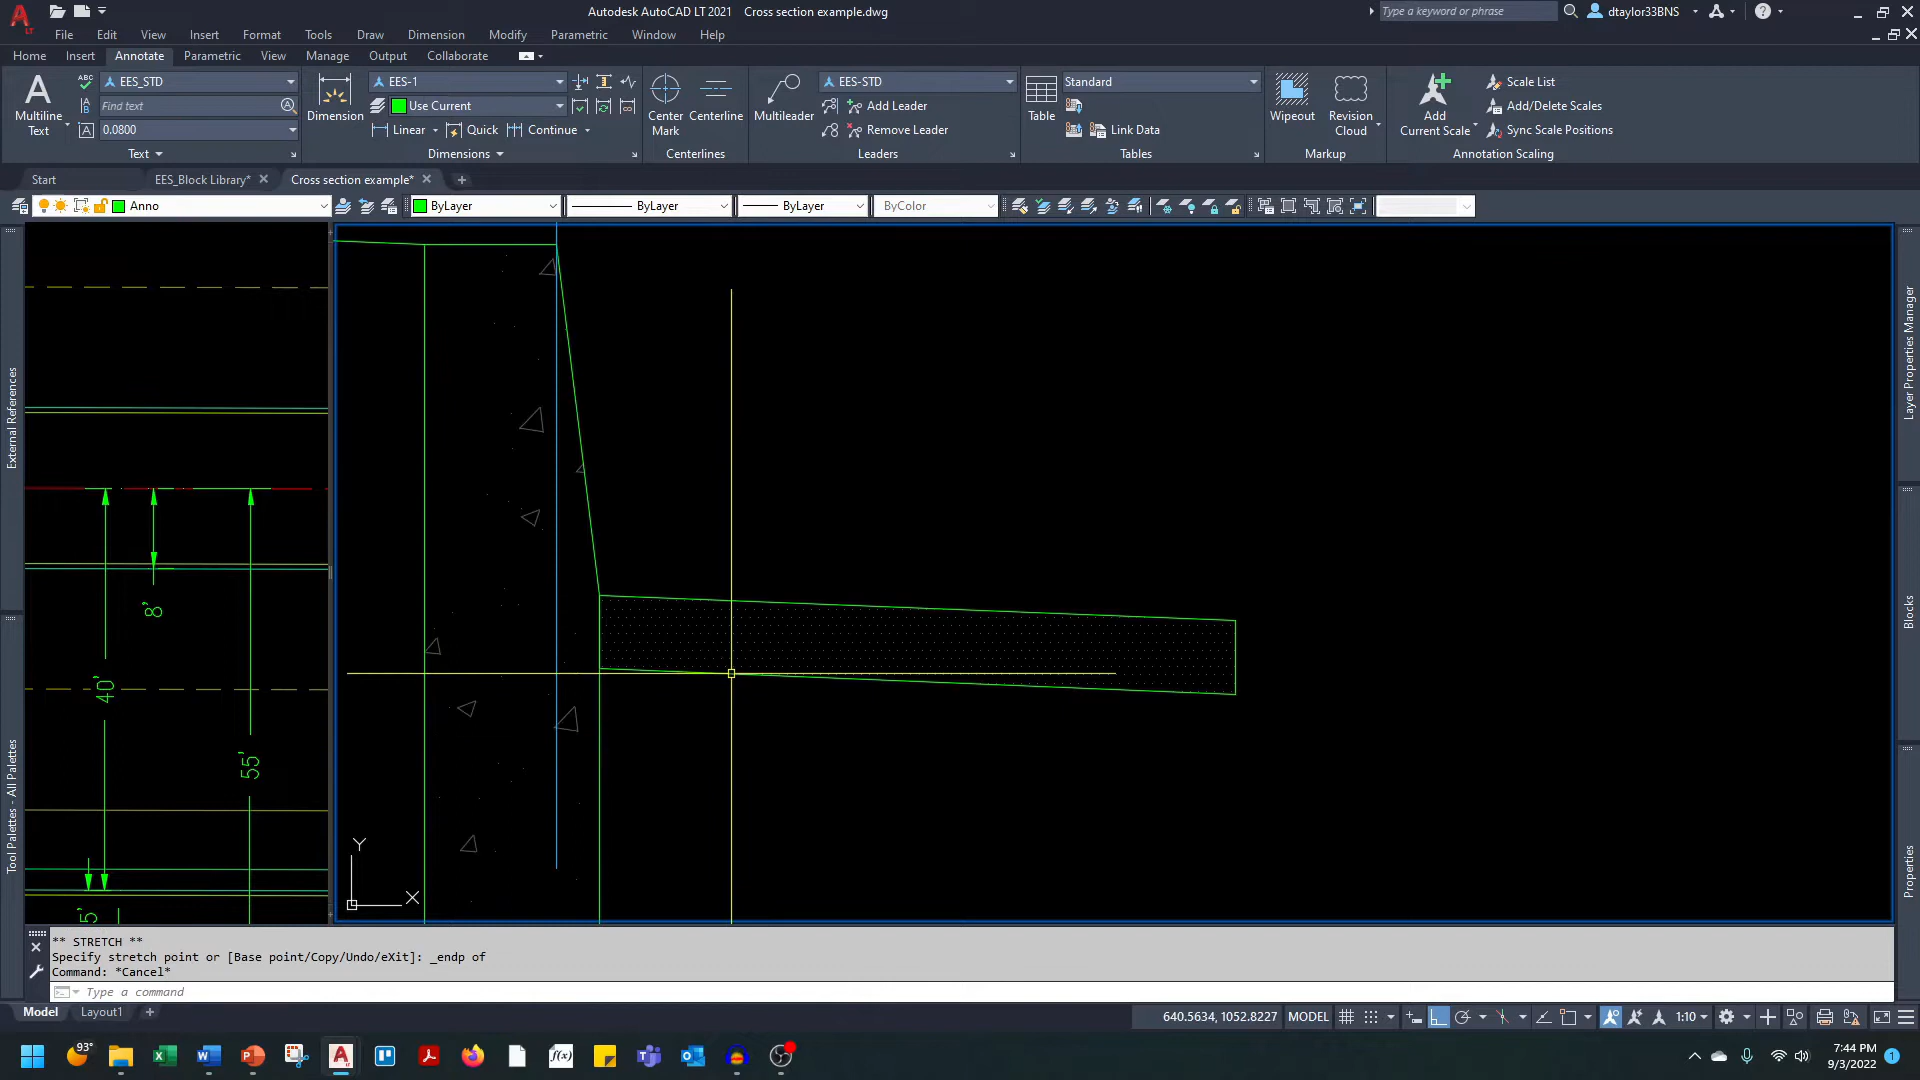 Autodesk AutoCAD LT 2021 Cross section example.dwg
Type a keyword or phrase
dtaylor33BNS
File Edit View Insert Format Tools Draw Dimension Modify Parametric Window Help
Home Insert Annotate Parametric View Manage Output Collaborate
Multiline Text
ABC
EES_STD
Find text
0.0800
Text
Dimension
EES-1
Use Current
Linear Quick Continue
Dimensions
Center Mark
Centerline
Centerlines
Multileader
EES-STD
Add Leader
Remove Leader
Leaders
Table
Standard
Link Data
Tables
Wipeout
Revision Cloud
Markup
Add Current Scale
Scale List
Add/Delete Scales
Sync Scale Positions
Annotation Scaling
Start EES_Block Library* Cross section example*
Anno ByLayer ByLayer ByLayer ByColor
External References
Tool Palettes - All Palettes
8'
40'
55'
5'
Y
X
Layer Properties Manager
Blocks
Properties
** STRETCH **
Specify stretch point or [Base point/Copy/Undo/eXit]: _endp of
Command: *Cancel*
Type a command
Model Layout1
640.5634, 1052.8227 MODEL 1:10
93°
f(x)
7:44 PM
9/3/2022
1